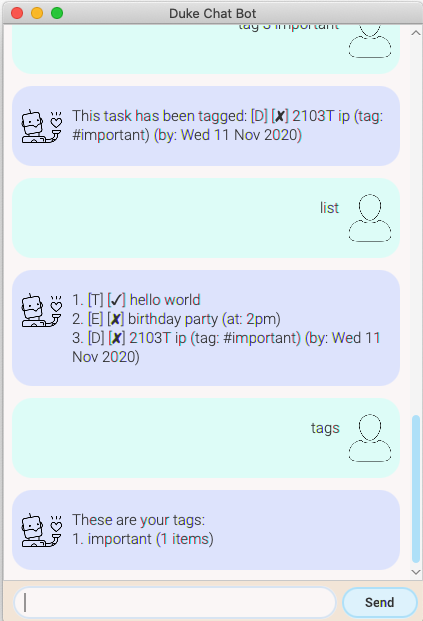 Duke Chat Bot
tag 3 important
This task has been tagged: [D] [✘] 2103T ip (tag:
#important) (by: Wed 11 Nov 2020)
list
1. [T] [✓] hello world
2. [E] [✘] birthday party (at: 2pm)
3. [D] [✘] 2103T ip (tag: #important) (by: Wed 11
Nov 2020)
tags
These are your tags:
1. important (1 items)
Send